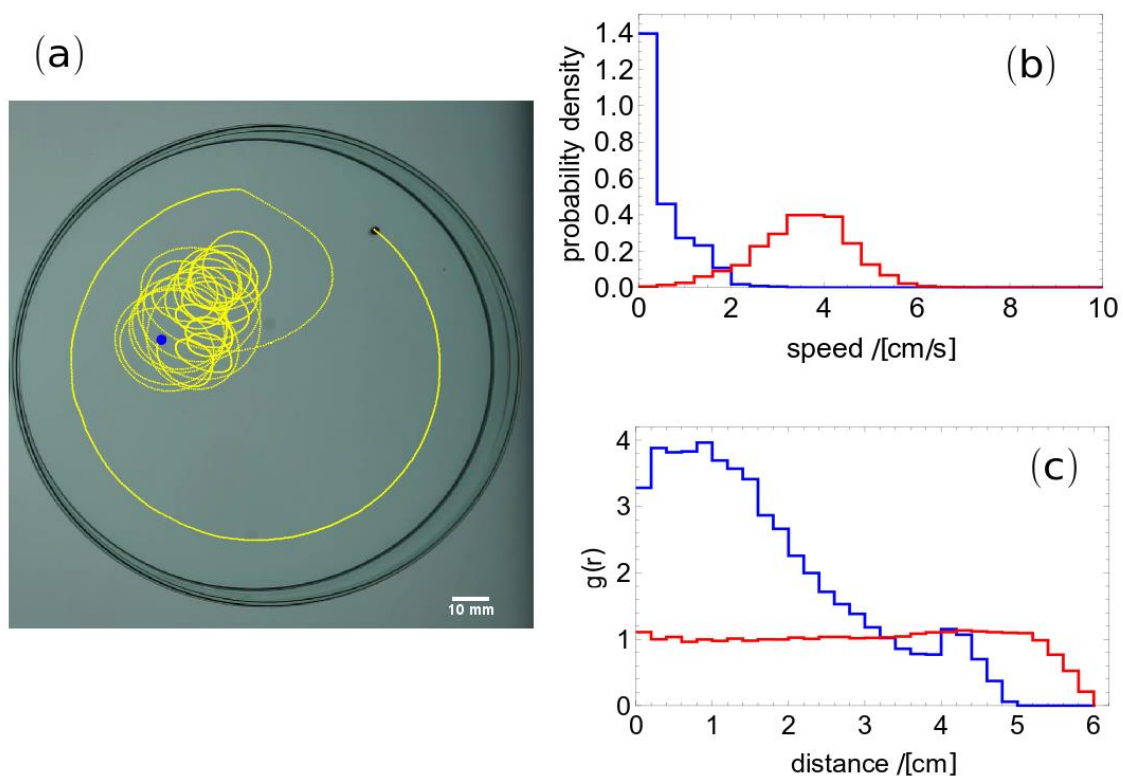 (a)
10 mm
(b)
probability density
1.4
1.2
1.0
0.8
0.6
0.4
0.2
0.0
0 2 4 6 8 10
speed /[cm/s]
(c)
g(r)
4
3
2
1
0
0 1 2 3 4 5 6
distance /[cm]